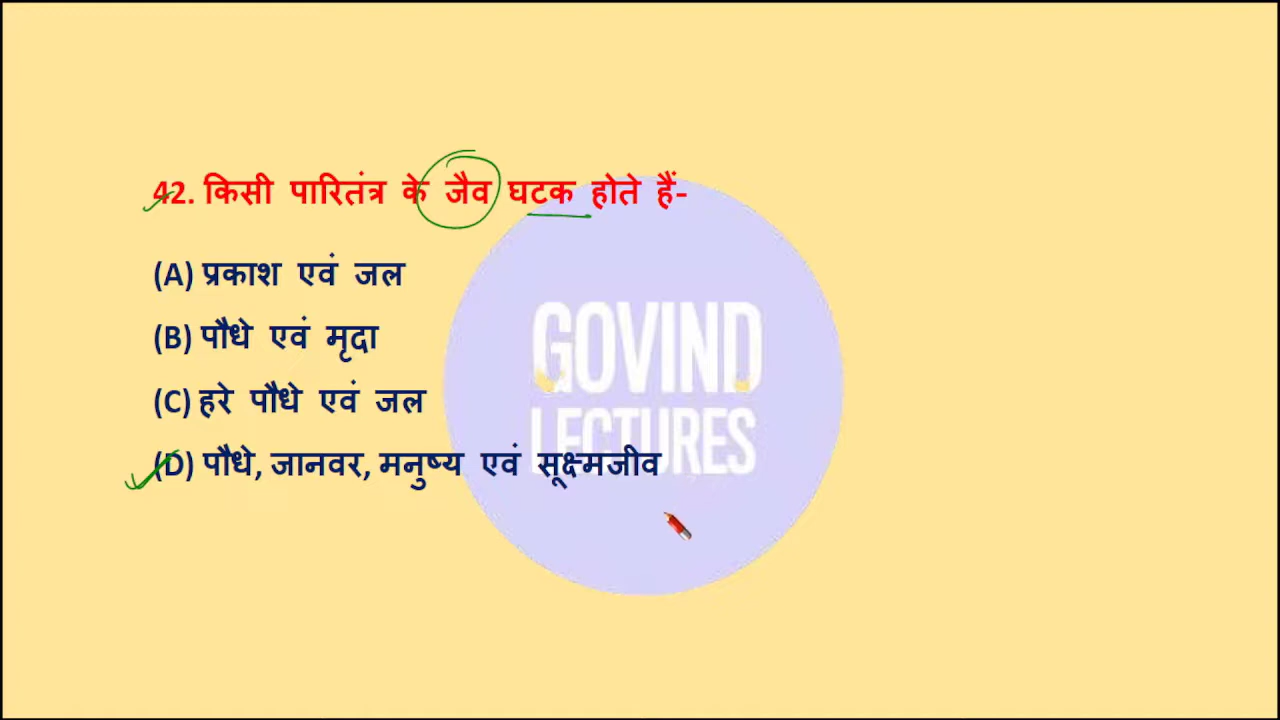 42. किसी पारितंत्र के जैव घटक होते हैं-
(A) प्रकाश एवं जल
(B) पौधे एवं मृदा
(C) हरे पौधे एवं जल
GOVIND
LECTURES
(D) पौधे, जानवर, मनुष्य एवं सूक्ष्मजीव